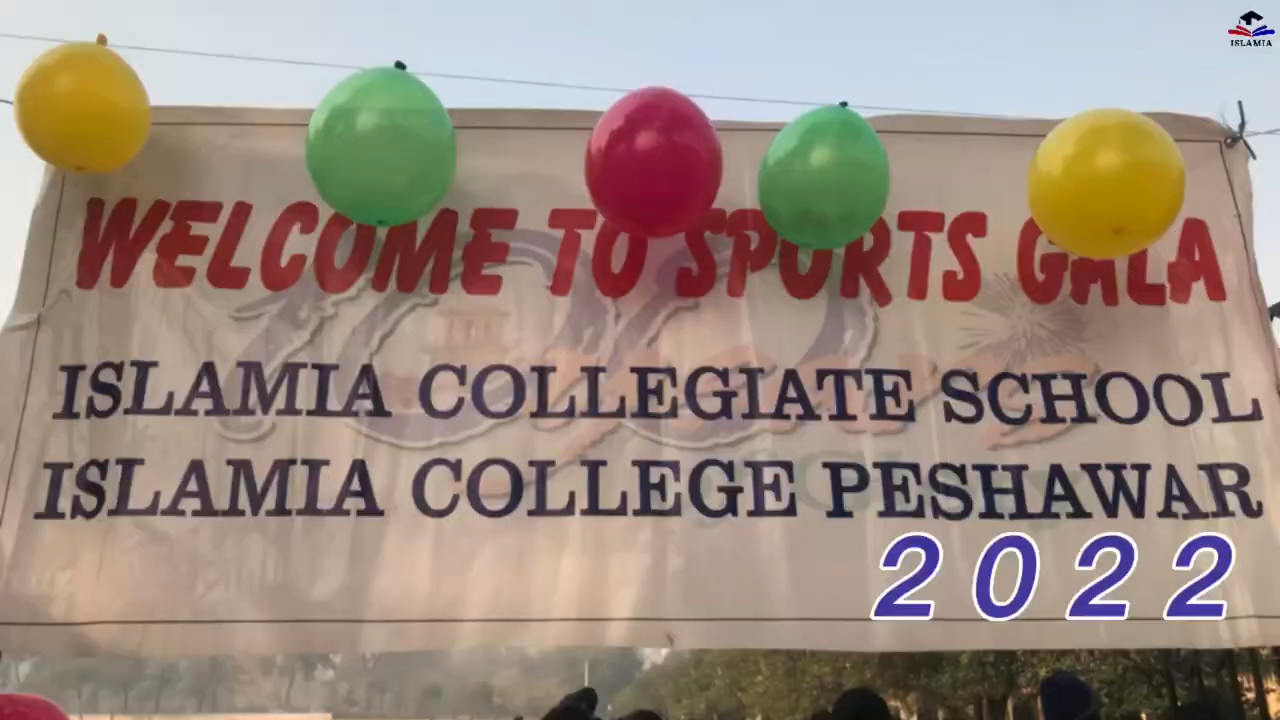 ISLAMIA
WELCOME TO SPORTS GALA
ISLAMIA COLLEGIATE SCHOOL
ISLAMIA COLLEGE PESHAWAR
2022